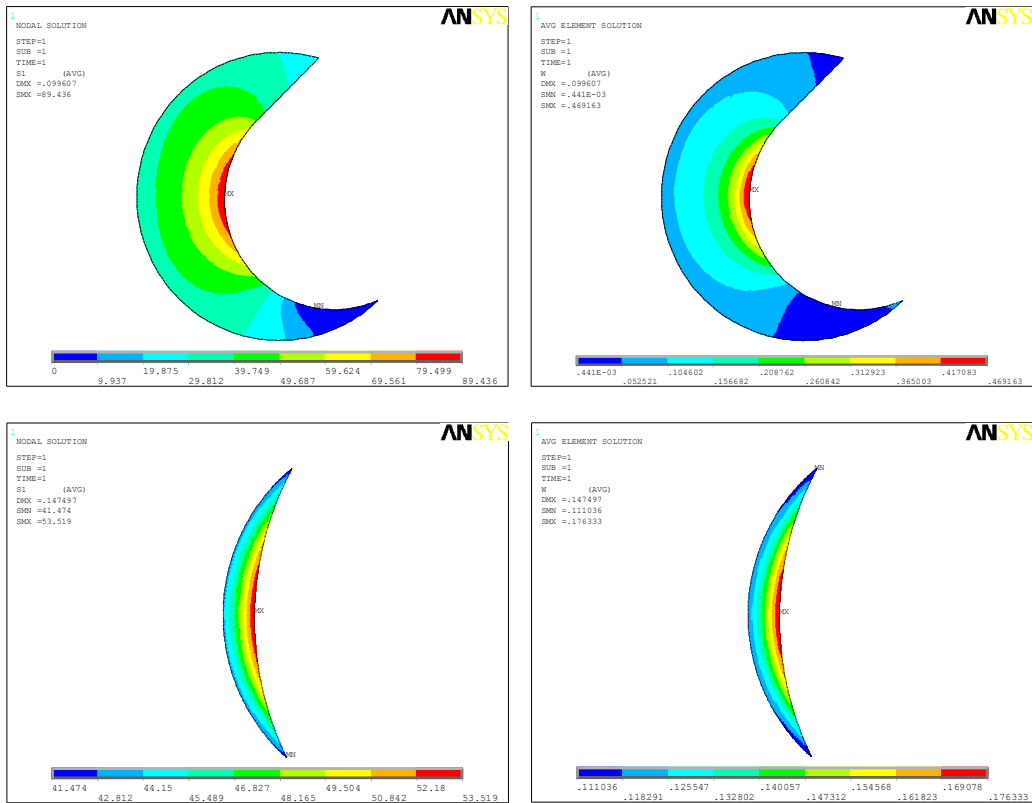 1
ANSYS
NODAL SOLUTION
STEP=1
SUB =1
TIME=1
S1 (AVG)
DMX =.099607
SMX =89.436
MX
MN
0 19.875 39.749 59.624 79.499
9.937 29.812 49.687 69.561 89.436
1
ANSYS
AVG ELEMENT SOLUTION
STEP=1
SUB =1
TIME=1
W (AVG)
DMX =.099607
SMN =.441E-03
SMX =.469163
MX
MN
.441E-03 .104602 .208762 .312923 .417083
.052521 .156682 .260842 .365003 .469163
1
ANSYS
NODAL SOLUTION
STEP=1
SUB =1
TIME=1
S1 (AVG)
DMX =.147497
SMN =41.474
SMX =53.519
MX
MN
41.474 44.15 46.827 49.504 52.18
42.812 45.489 48.165 50.842 53.519
1
ANSYS
AVG ELEMENT SOLUTION
STEP=1
SUB =1
TIME=1
W (AVG)
DMX =.147497
SMN =.111036
SMX =.176333
MN
MX
.111036 .125547 .140057 .154568 .169078
.118291 .132802 .147312 .161823 .176333